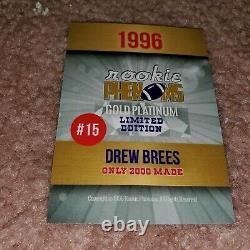 1996
rookie
PHENOMS
GOLD PLATINUM
LIMITED
EDITION
#15
DREW BREES
ONLY 2000 MADE